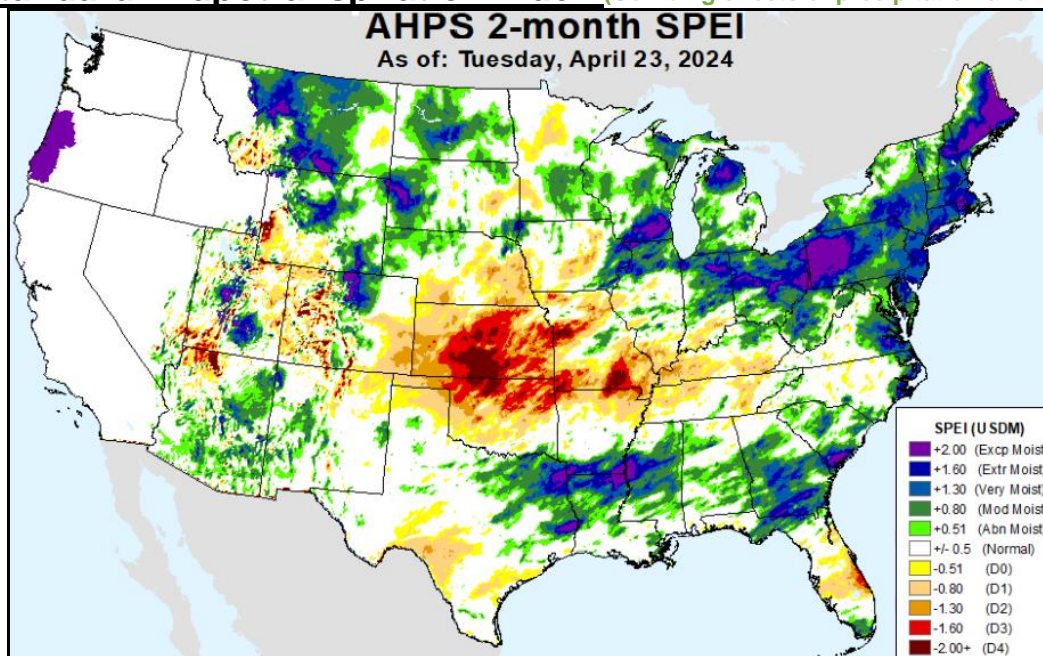 AHPS 2-month SPEI
As of: Tuesday, April 23, 2024
SPEI (USDM)
+2.00 (Excp Moist
+1.60 (Extr Moist)
+1.30 (Very Moist)
+0.80 (Mod Moist
+0.51 (Abn Moist
+/- 0.5 (Normal)
-0.51 (D0)
-0.80 (D1)
-1.30 (D2)
-1.60 (D3)
-2.00+ (D4)